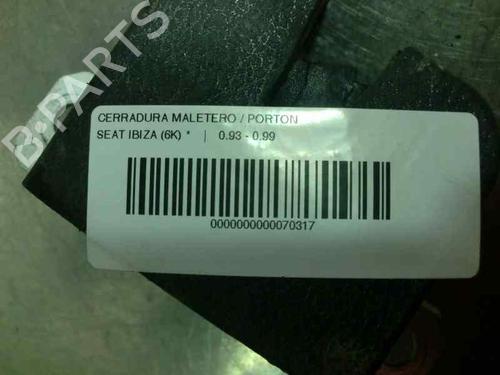 B-PARTS
CERRADURA MALETERO / PORTON
SEAT IBIZA (6K) * | 0.93 - 0.99
0000000000070317